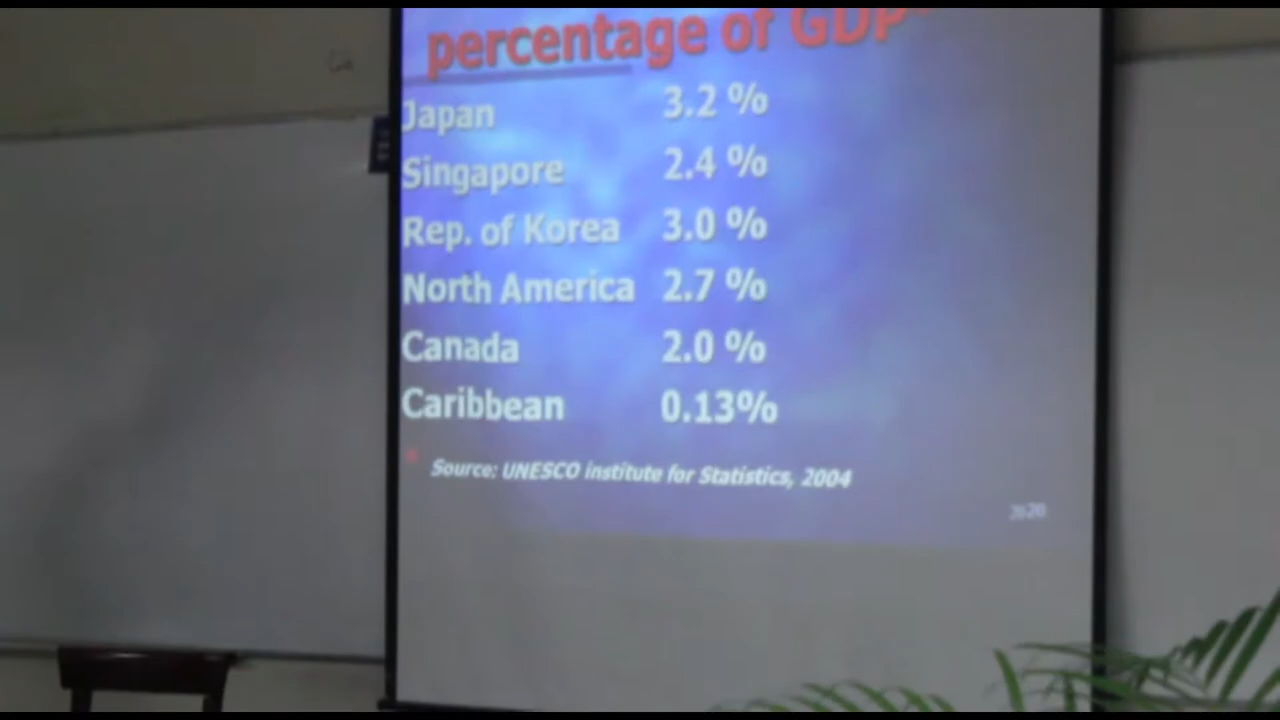 percentage of GDP*
Japan 3.2 %
Singapore 2.4 %
Rep. of Korea 3.0 %
North America 2.7 %
Canada 2.0 %
Caribbean 0.13%
* Source: UNESCO institute for Statistics, 2004